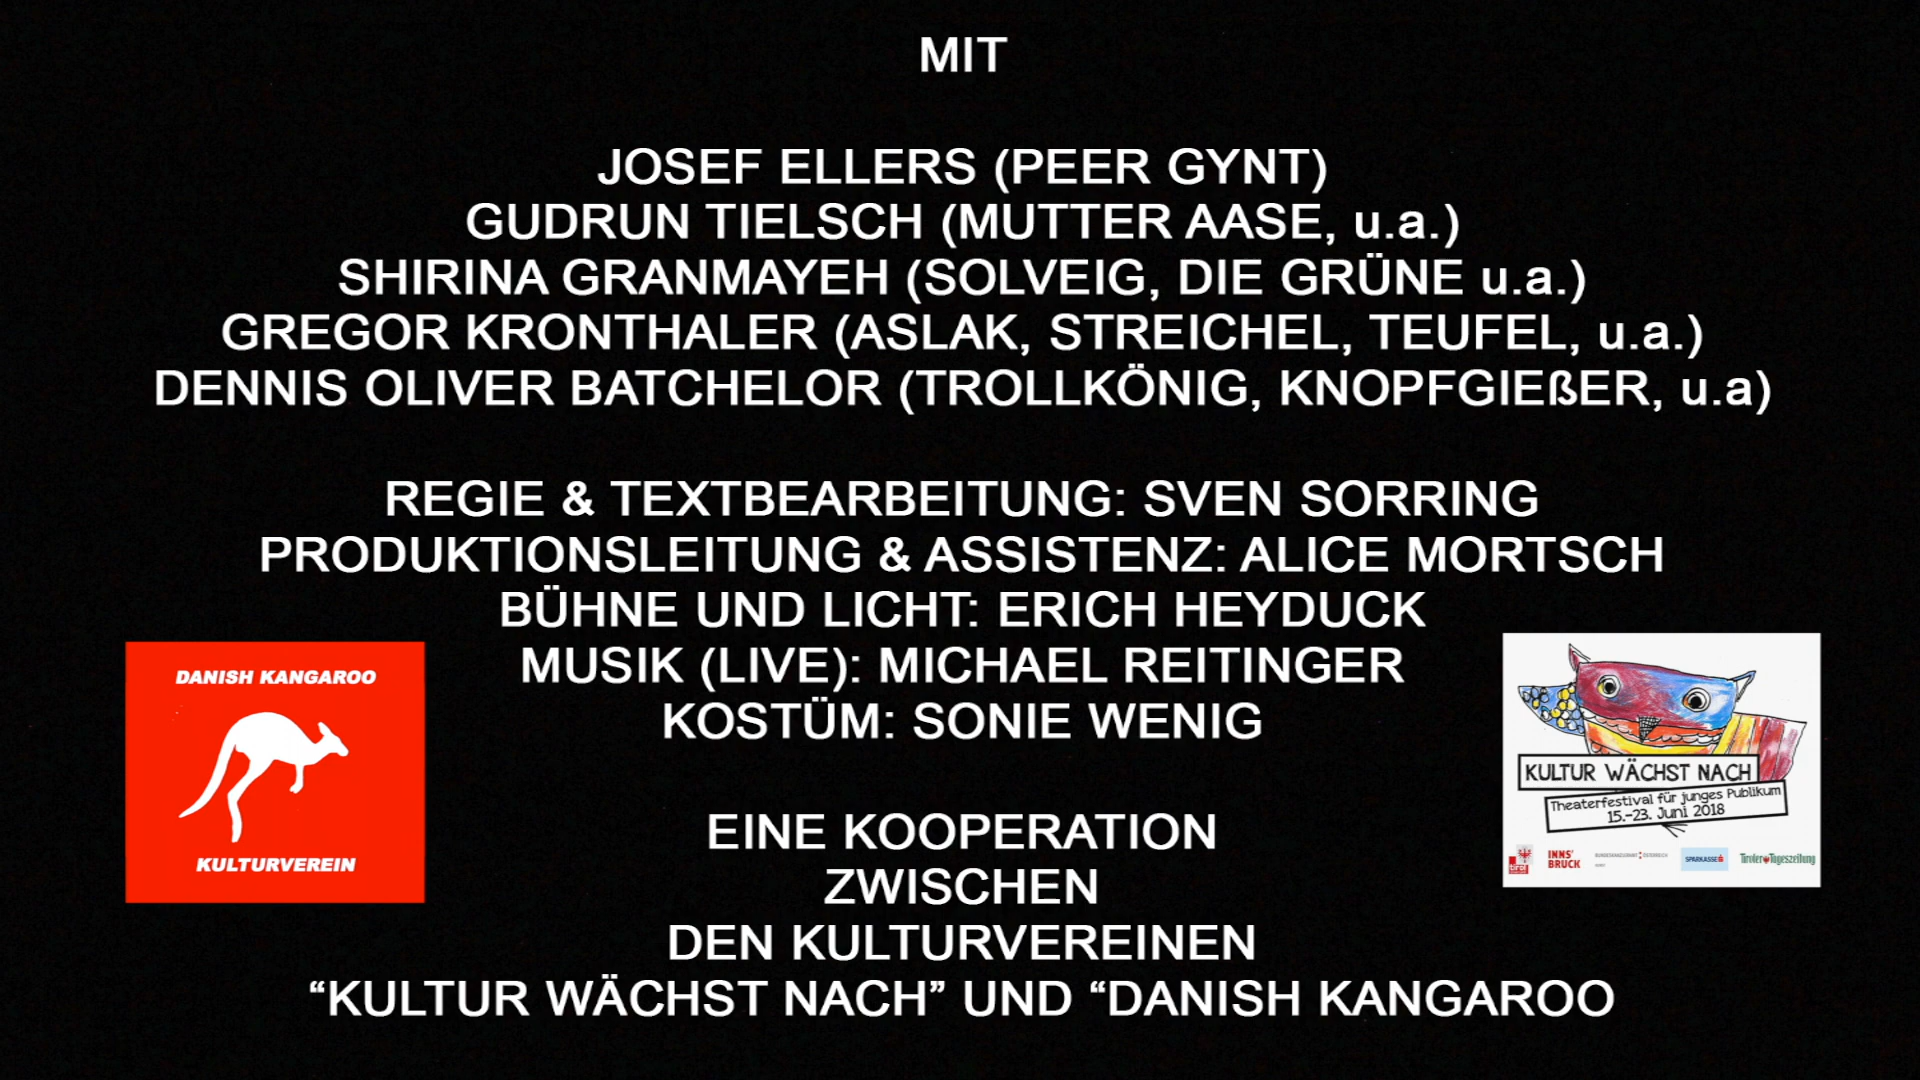 MIT
JOSEF ELLERS (PEER GYNT)
GUDRUN TIELSCH (MUTTER AASE, u.a.)
SHIRINA GRANMAYEH (SOLVEIG, DIE GRÜNE u.a.)
GREGOR KRONTHALER (ASLAK, STREICHEL, TEUFEL, u.a.)
DENNIS OLIVER BATCHELOR (TROLLKÖNIG, KNOPFGIEßER, u.a)
REGIE & TEXTBEARBEITUNG: SVEN SORRING
PRODUKTIONSLEITUNG & ASSISTENZ: ALICE MORTSCH
BÜHNE UND LICHT: ERICH HEYDUCK
MUSIK (LIVE): MICHAEL REITINGER
KOSTÜM: SONIE WENIG
EINE KOOPERATION
ZWISCHEN
DEN KULTURVEREINEN
“KULTUR WÄCHST NACH” UND “DANISH KANGAROO
DANISH KANGAROO
KULTURVEREIN
KULTUR WÄCHST NACH
Theaterfestival für junges Publikum
15.-23. Juni 2018
tirol
INNS'
BRUCK
BUNDESKANZLERAMT ÖSTERREICH
SPARKASSE
Tiroler Tageszeitung